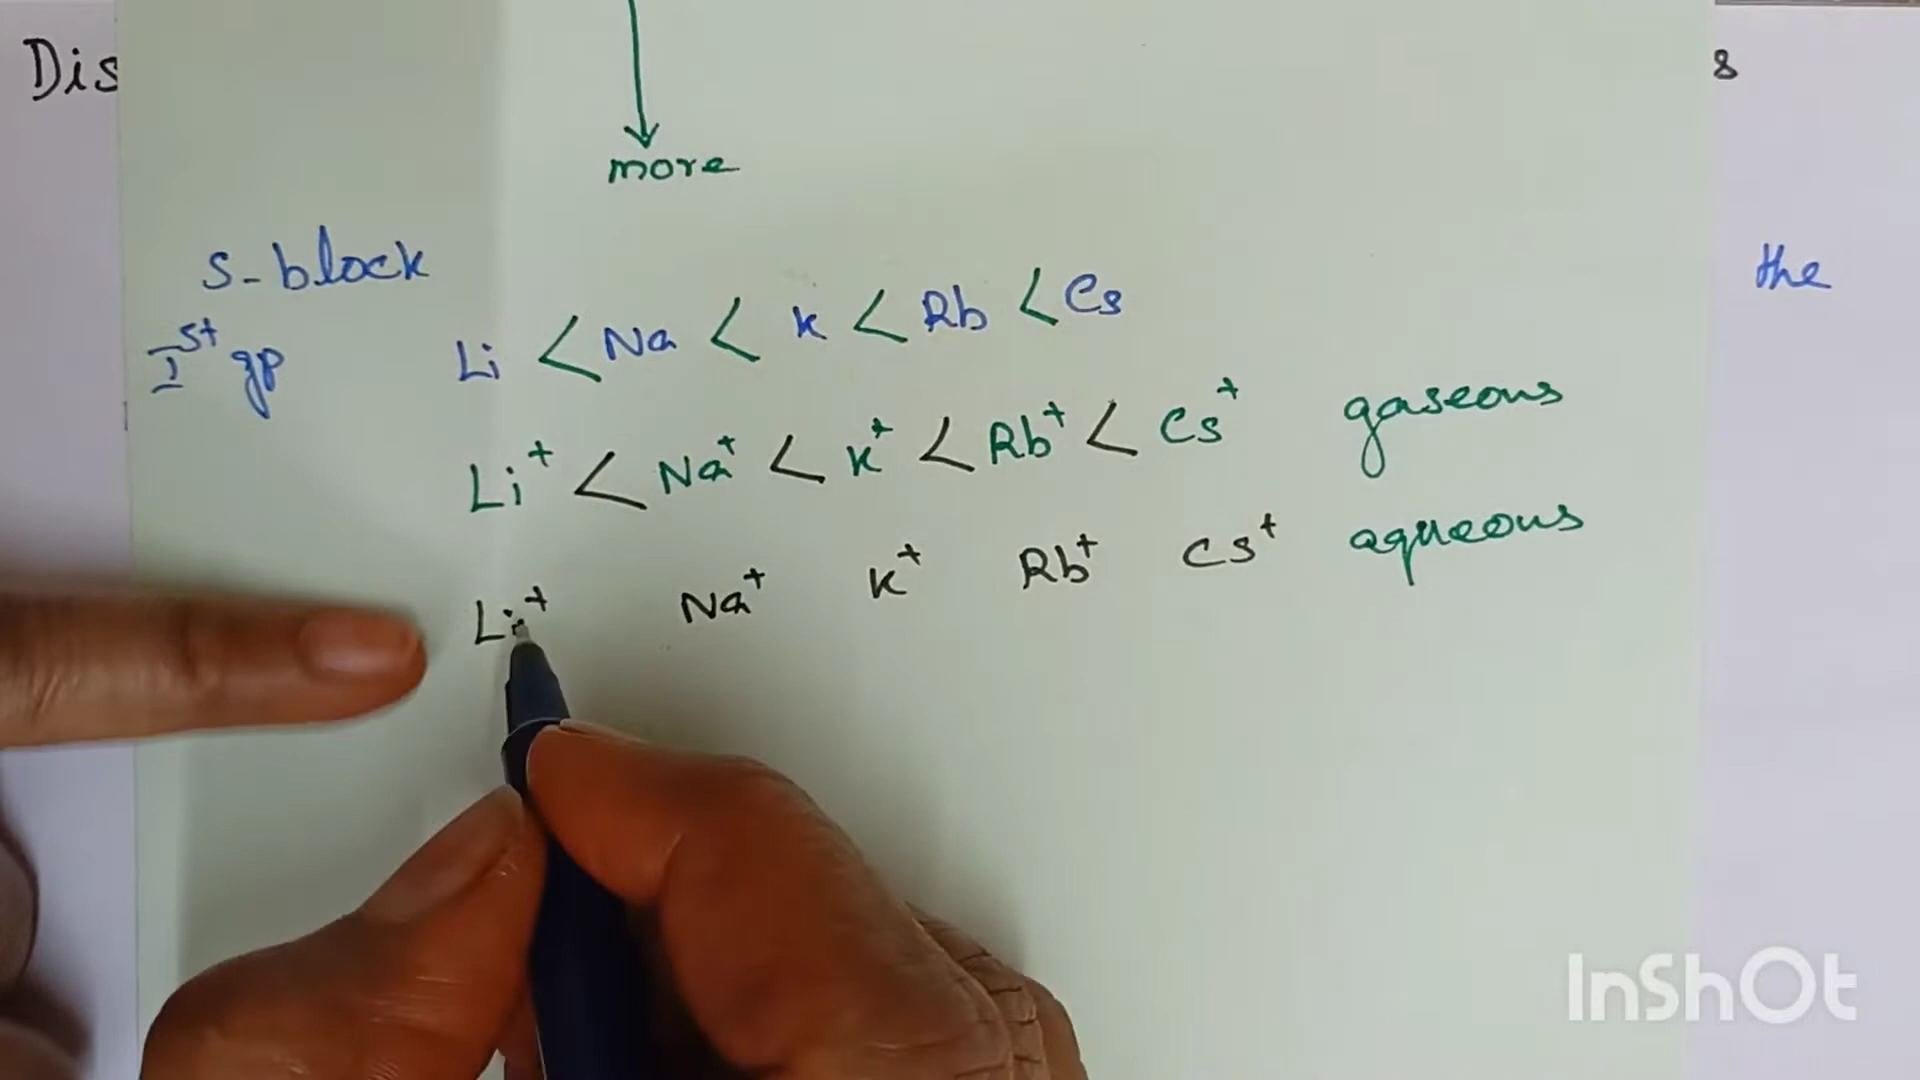 Dis
s
more
s-block
the
Ist gp
Li < Na < K < Rb < Cs
Li+ < Na+ < K+ < Rb+ < Cs+ gaseous
Li+ Na+ K+ Rb+ Cs+ aqueous
InShOt